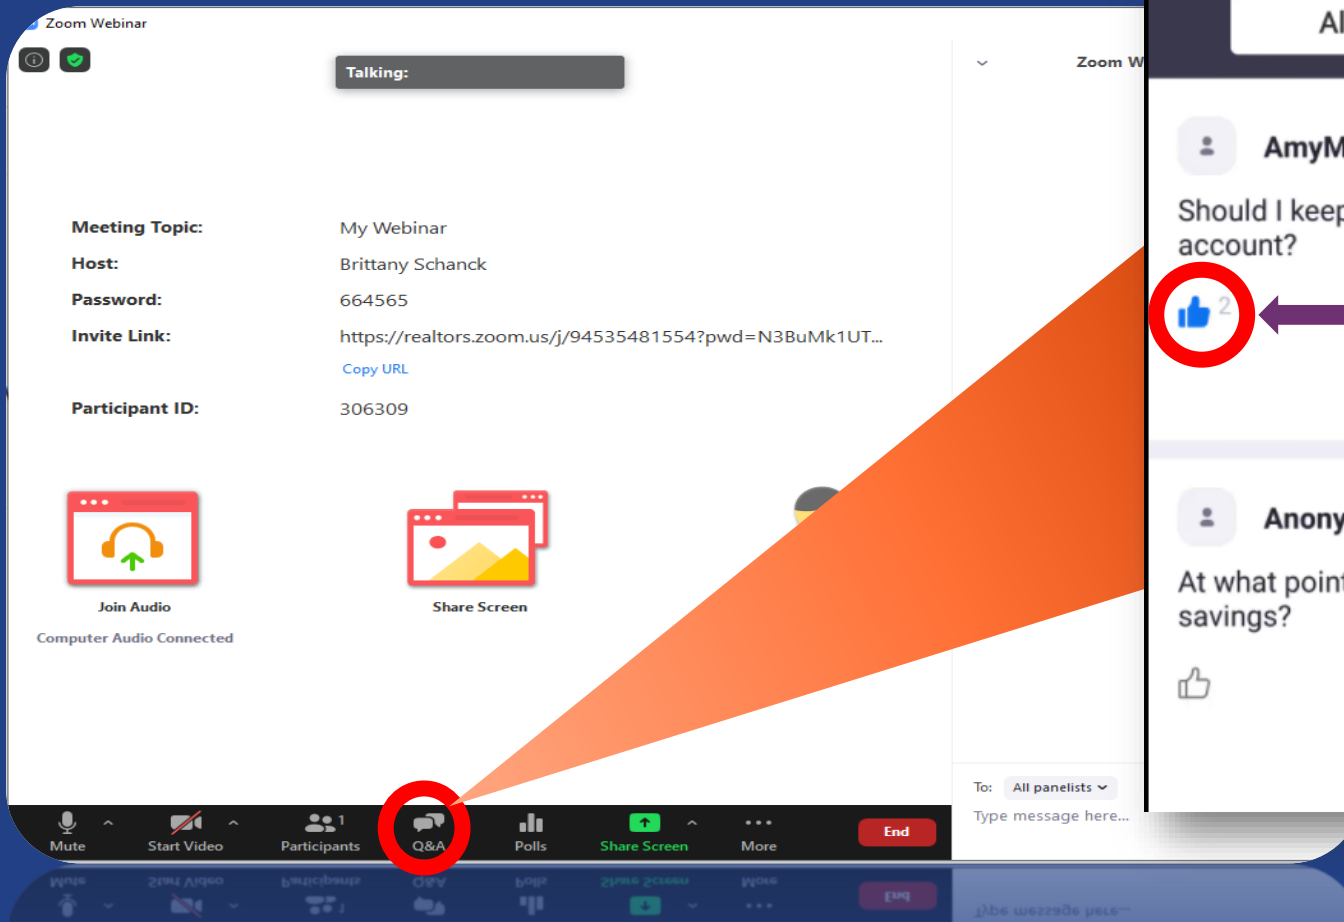 Zoom Webinar
Talking:
Zoom W
Meeting Topic: My Webinar
Host: Brittany Schanck
Password: 664565
Invite Link: https://realtors.zoom.us/j/94535481554?pwd=N3BuMk1UT...
Copy URL
Participant ID: 306309
Join Audio
Share Screen
Computer Audio Connected
To: All panelists
Type message here...
1
Mute Start Video Participants Q&A Polls Share Screen More End
Al
AmyM
Should I keep
account?
2
Anony
At what point
savings?